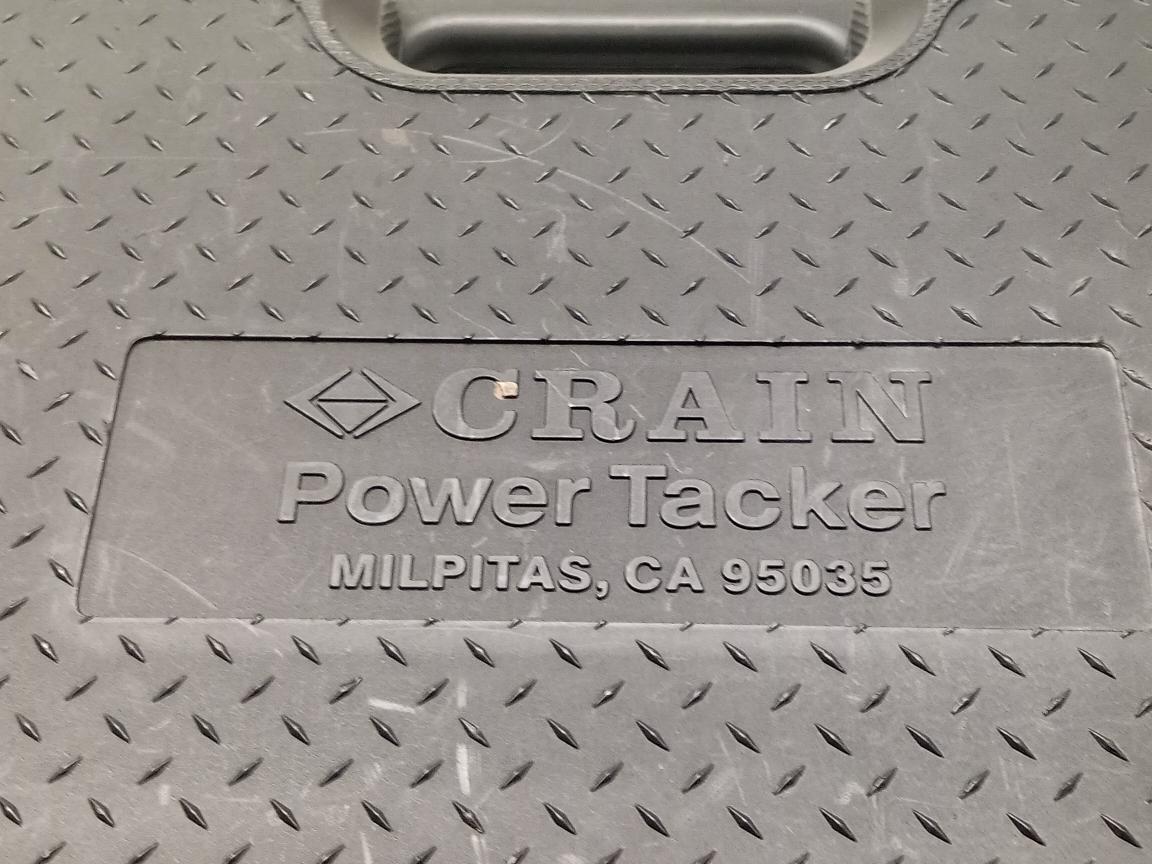 CRAIN
Power Tacker
MILPITAS, CA 95035